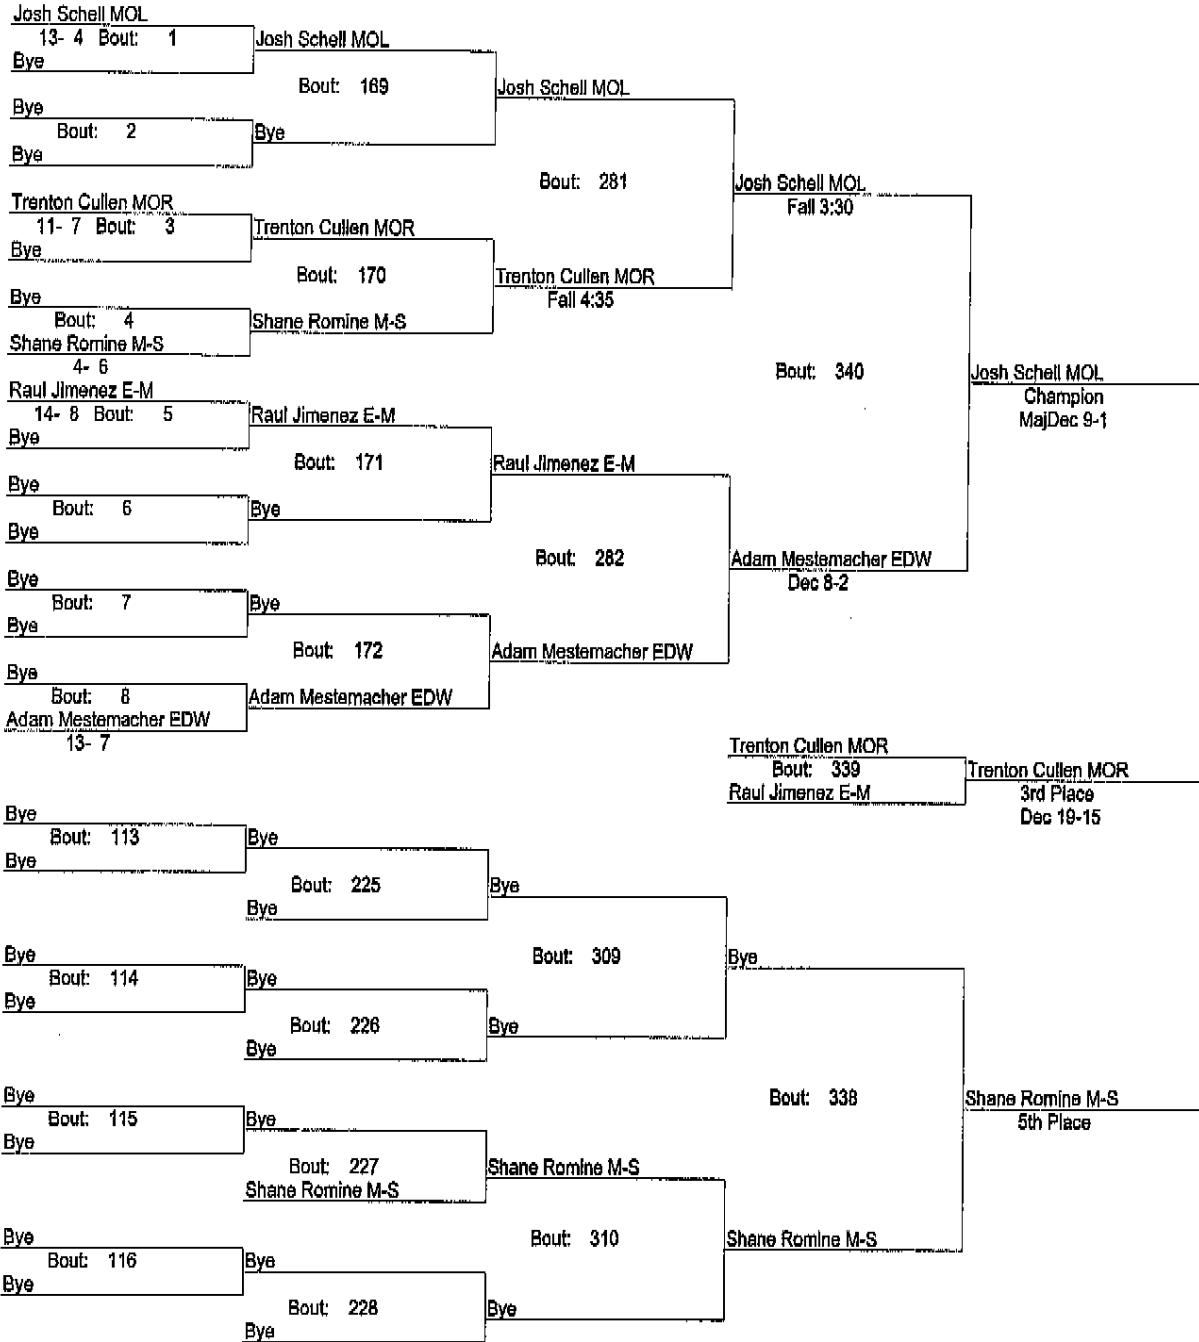 Josh Schell MOL
13- 4 Bout: 1
Bye
Josh Schell MOL
Bout: 169
Josh Schell MOL
Bye
Bout: 2
Bye
Bye
Bout: 281
Josh Schell MOL
Fall 3:30
Trenton Cullen MOR
11- 7 Bout: 3
Bye
Trenton Cullen MOR
Bout: 170
Trenton Cullen MOR
Fall 4:35
Bye
Bout: 4
Shane Romine M-S
4- 6
Shane Romine M-S
Bout: 340
Josh Schell MOL
Champion
MajDec 9-1
Raul Jimenez E-M
14- 8 Bout: 5
Bye
Raul Jimenez E-M
Bout: 171
Raul Jimenez E-M
Bye
Bout: 6
Bye
Bye
Bout: 282
Adam Mestemacher EDW
Dec 8-2
Bye
Bout: 7
Bye
Bye
Bout: 172
Adam Mestemacher EDW
Bye
Bout: 8
Adam Mestemacher EDW
13- 7
Adam Mestemacher EDW
Trenton Cullen MOR
Bout: 339
Raul Jimenez E-M
Trenton Cullen MOR
3rd Place
Dec 19-15
Bye
Bout: 113
Bye
Bye
Bout: 225
Bye
Bye
Bout: 309
Bye
Bye
Bout: 114
Bye
Bye
Bout: 226
Bye
Bye
Bout: 338
Shane Romine M-S
5th Place
Bye
Bout: 115
Bye
Bye
Bout: 227
Shane Romine M-S
Shane Romine M-S
Bout: 310
Shane Romine M-S
Bye
Bout: 116
Bye
Bye
Bout: 228
Bye
Bye